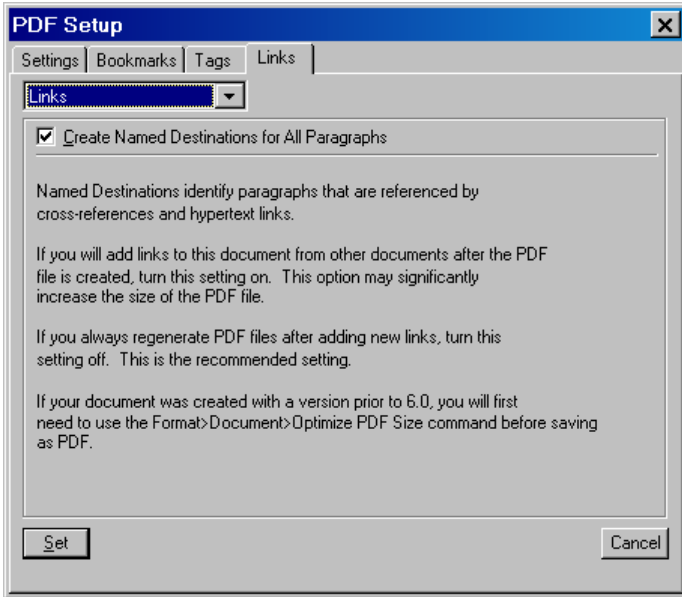 PDF Setup
Settings Bookmarks Tags Links
Links
Create Named Destinations for All Paragraphs
Named Destinations identify paragraphs that are referenced by
cross-references and hypertext links.
If you will add links to this document from other documents after the PDF
file is created, turn this setting on. This option may significantly
increase the size of the PDF file.
If you always regenerate PDF files after adding new links, turn this
setting off. This is the recommended setting.
If your document was created with a version prior to 6.0, you will first
need to use the Format>Document>Optimize PDF Size command before saving
as PDF.
Set Cancel